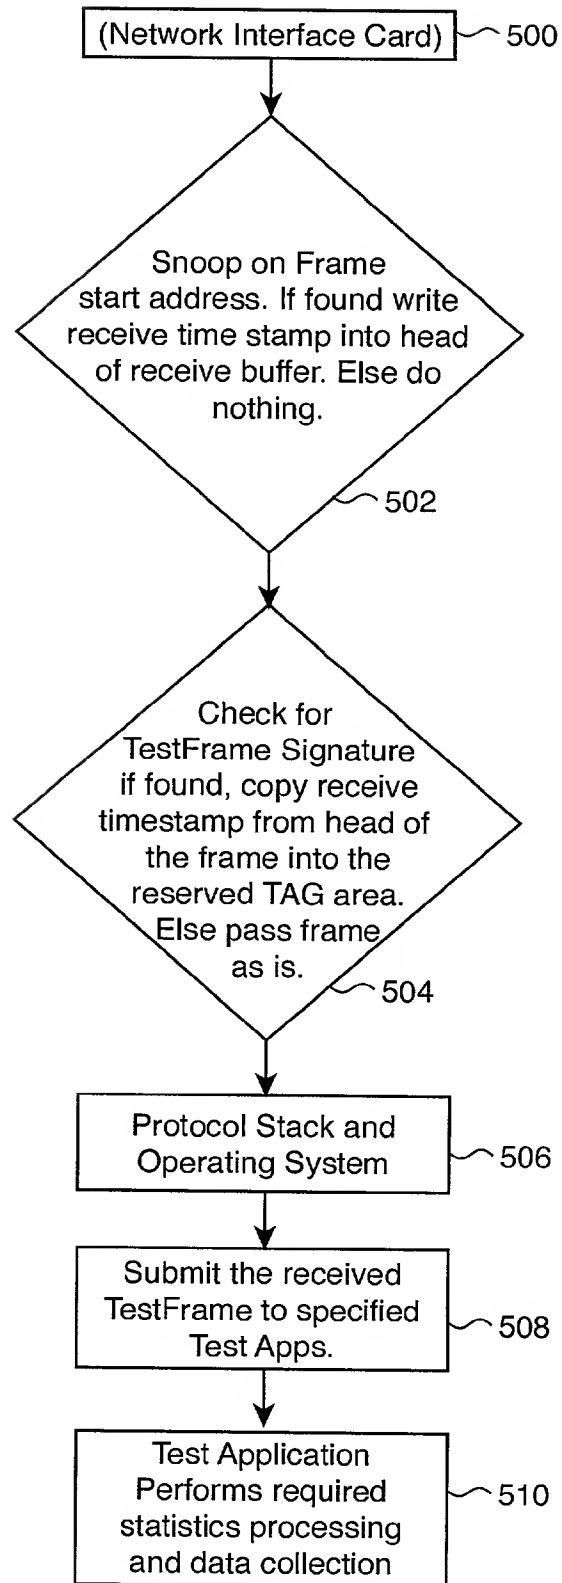 (Network Interface Card)
500
Snoop on Frame
start address. If found write
receive time stamp into head
of receive buffer. Else do
nothing.
502
Check for
TestFrame Signature
if found, copy receive
timestamp from head of
the frame into the
reserved TAG area.
Else pass frame
as is.
504
Protocol Stack and
Operating System
506
Submit the received
TestFrame to specified
Test Apps.
508
Test Application
Performs required
statistics processing
and data collection
510